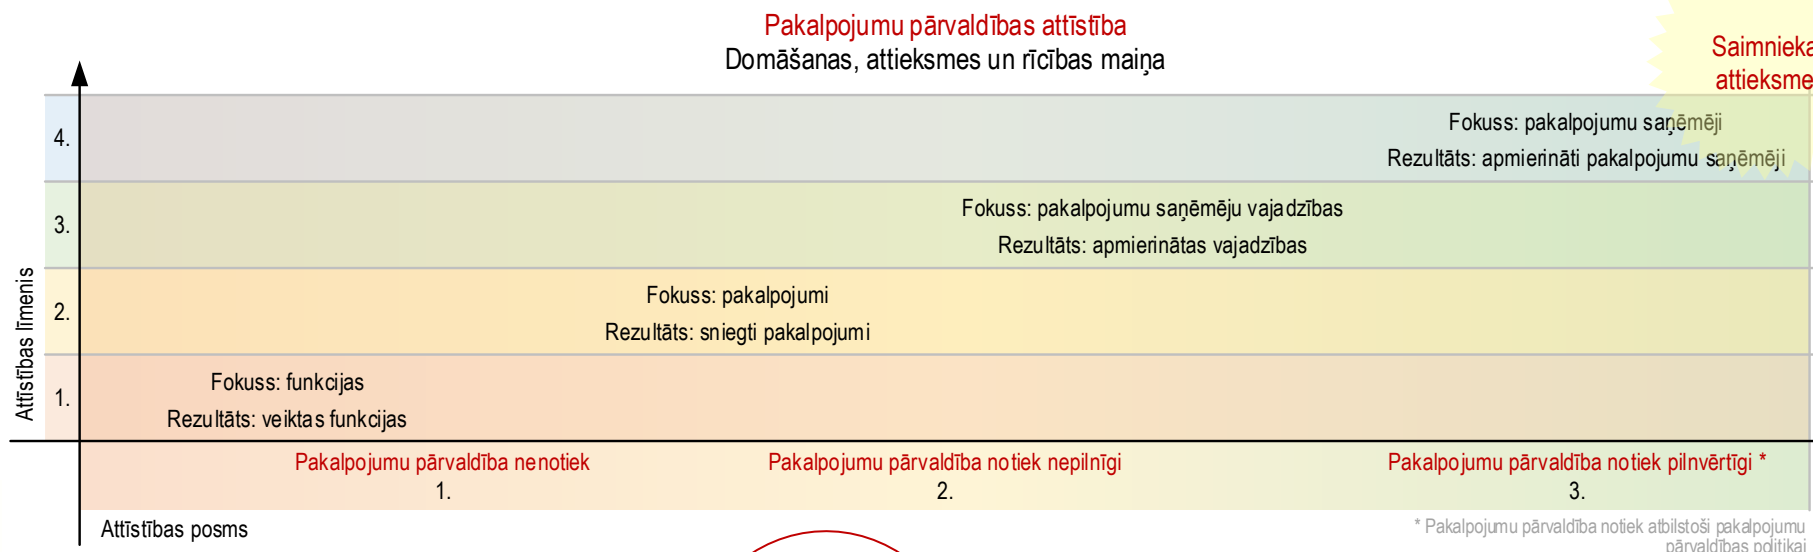 Pakalpojumu pārvaldības attīstība
Domāšanas, attieksmes un rīcības maiņa
Saimnieka
attieksme
4.
Fokuss: pakalpojumu saņēmēji
Rezultāts: apmierināti pakalpojumu saņēmēji
3.
Fokuss: pakalpojumu saņēmēju vajadzības
Rezultāts: apmierinātas vajadzības
Attīstības līmenis
2.
Fokuss: pakalpojumi
Rezultāts: sniegti pakalpojumi
1.
Fokuss: funkcijas
Rezultāts: veiktas funkcijas
Pakalpojumu pārvaldība nenotiek
1.
Pakalpojumu pārvaldība notiek nepilnīgi
2.
Pakalpojumu pārvaldība notiek pilnvērtīgi *
3.
Attīstības posms
* Pakalpojumu pārvaldība notiek atbilstoši pakalpojumu
pārvaldības politikai